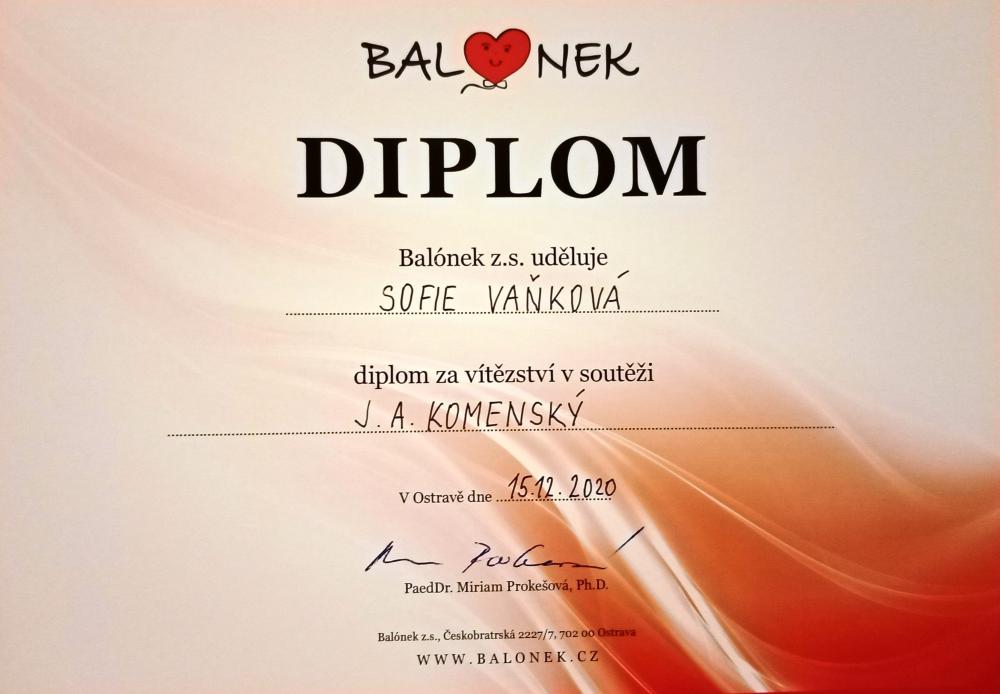 BALONEK
DIPLOM
Balónek z.s. uděluje
SOFIE VAŇKOVÁ
diplom za vítězství v soutěži
J. A. KOMENSKÝ
V Ostravě dne 15.12.2020
PaedDr. Miriam Prokešová, Ph.D.
Balónek z.s., Českobratrská 2227/7, 702 00 Ostrava
WWW.BALONEK.CZ